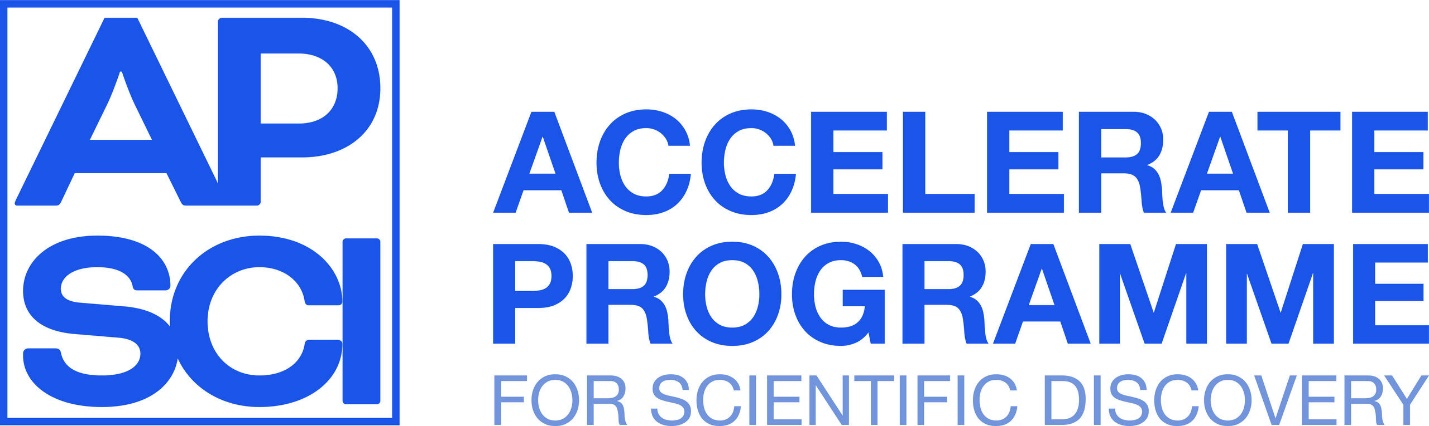 AP
SCI
ACCELERATE
PROGRAMME
FOR SCIENTIFIC DISCOVERY